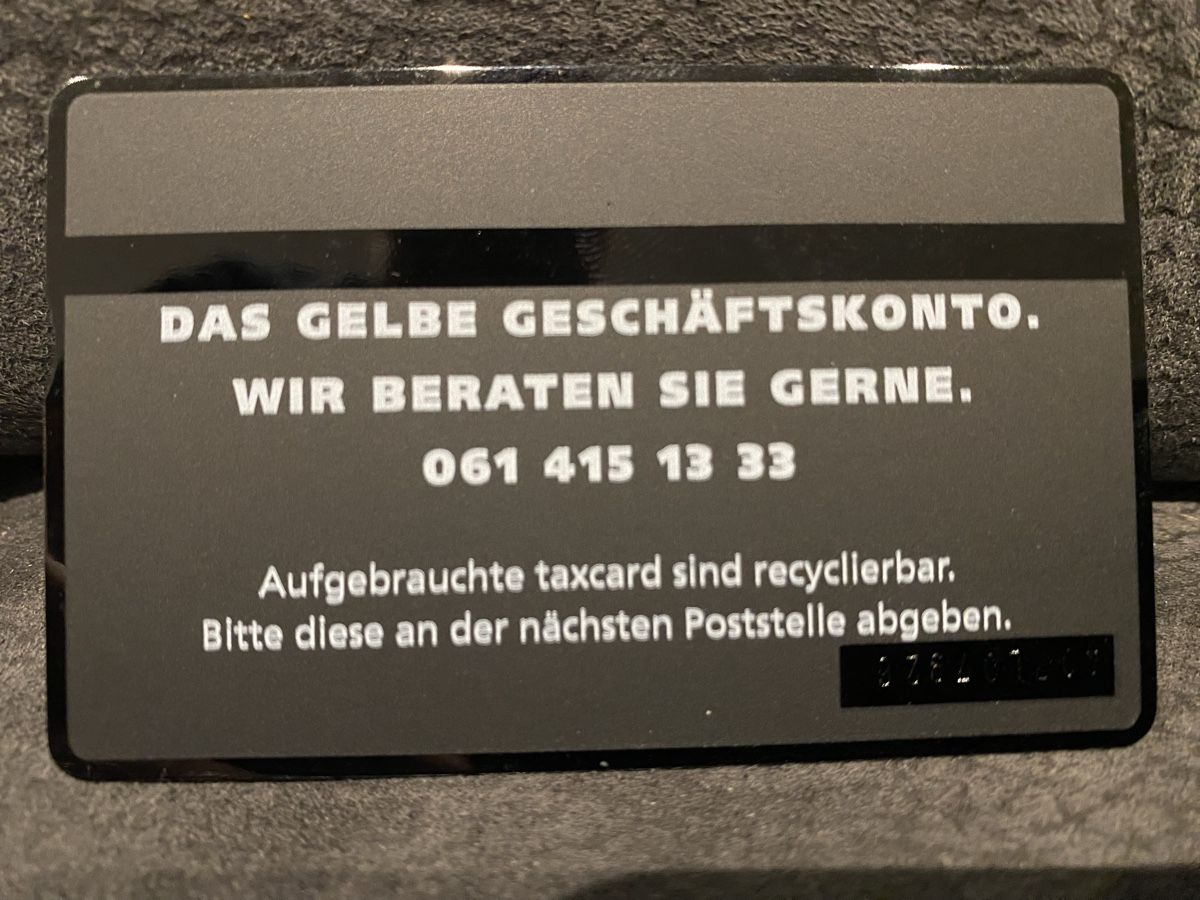 DAS GELBE GESCHÄFTSKONTO.
WIR BERATEN SIE GERNE.
061 415 13 33
Aufgebrauchte taxcard sind recyclierbar.
Bitte diese an der nächsten Poststelle abgeben.